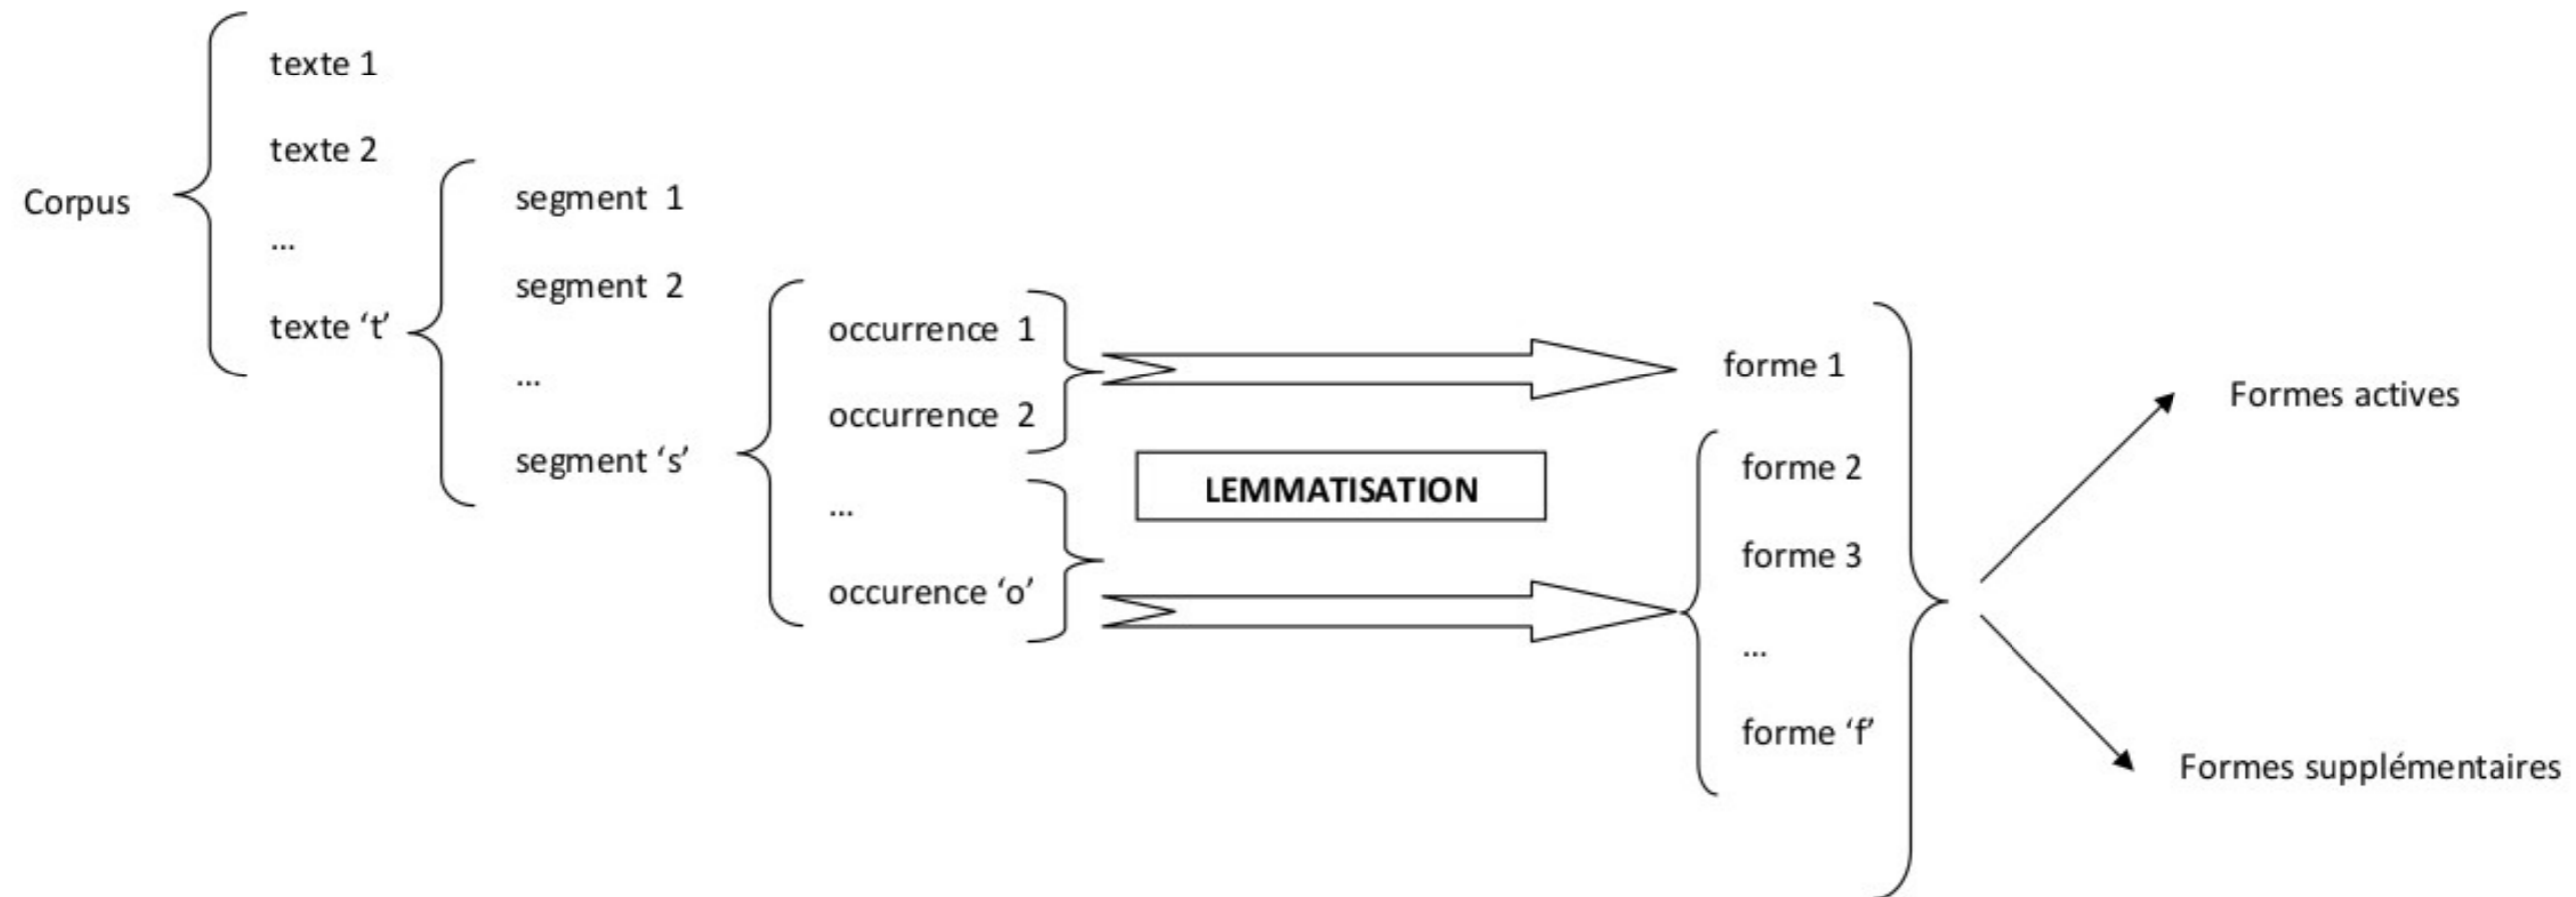 Corpus
texte 1
texte 2
...
texte ‘t’
segment 1
segment 2
...
segment ‘s’
occurrence 1
occurrence 2
...
occurence ‘o’
LEMMATISATION
forme 1
forme 2
forme 3
...
forme ‘f’
Formes actives
Formes supplémentaires